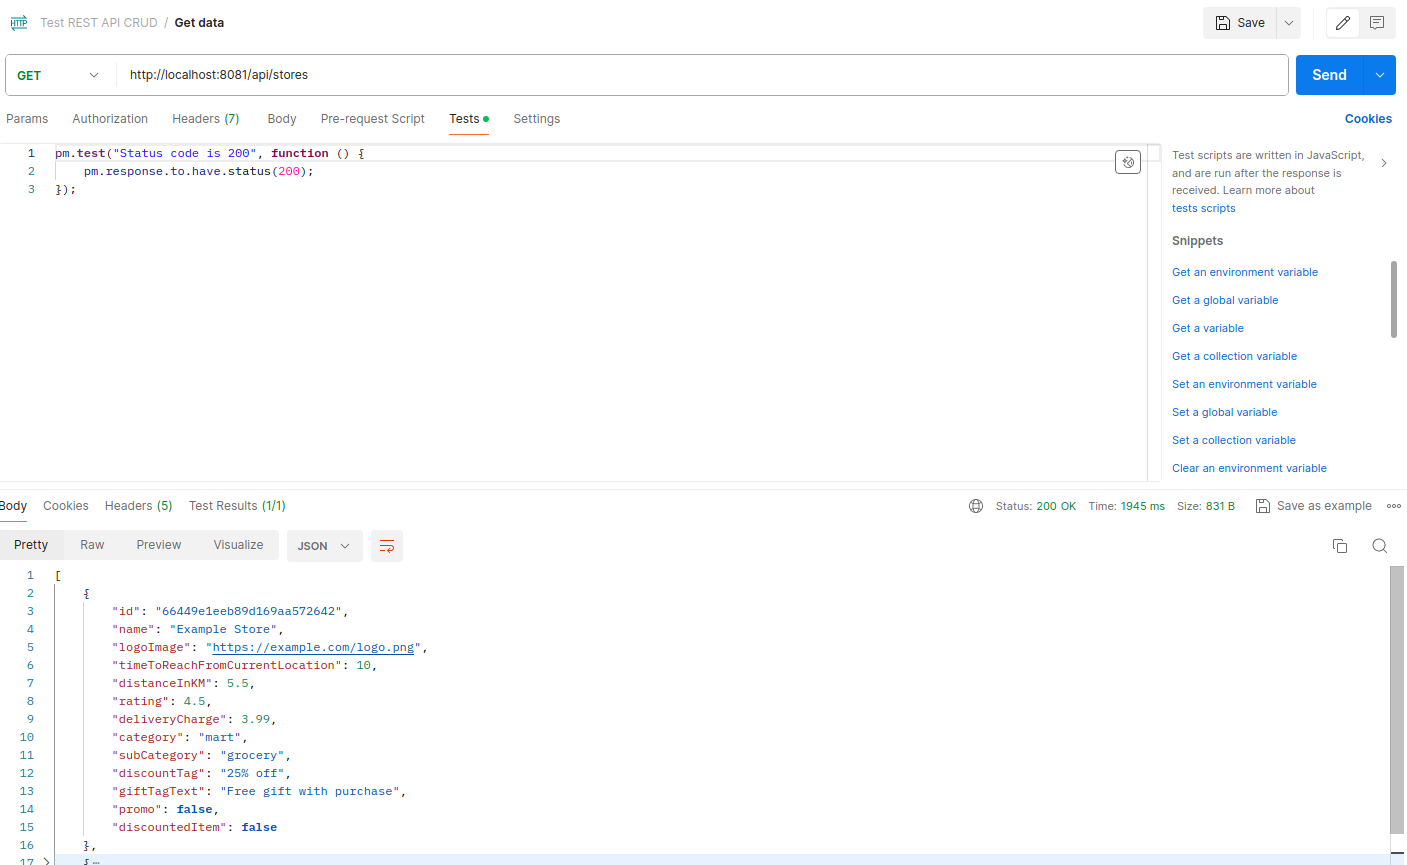 HTTP Test REST API CRUD / Get data
Save
GET http://localhost:8081/api/stores
Send
Params Authorization Headers (7) Body Pre-request Script Tests Settings
Cookies
1 pm.test("Status code is 200", function () {
2 pm.response.to.have.status(200);
3 });
Test scripts are written in JavaScript,
and are run after the response is
received. Learn more about
tests scripts
Snippets
Get an environment variable
Get a global variable
Get a variable
Get a collection variable
Set an environment variable
Set a global variable
Set a collection variable
Clear an environment variable
Body Cookies Headers (5) Test Results (1/1)
Status: 200 OK Time: 1945 ms Size: 831 B Save as example
Pretty Raw Preview Visualize JSON
1 [
2 {
3 "id": "66449e1eeb89d169aa572642",
4 "name": "Example Store",
5 "logoImage": "https://example.com/logo.png",
6 "timeToReachFromCurrentLocation": 10,
7 "distanceInKM": 5.5,
8 "rating": 4.5,
9 "deliveryCharge": 3.99,
10 "category": "mart",
11 "subCategory": "grocery",
12 "discountTag": "25% off",
13 "giftTagText": "Free gift with purchase",
14 "promo": false,
15 "discountedItem": false
16 },
17 {…